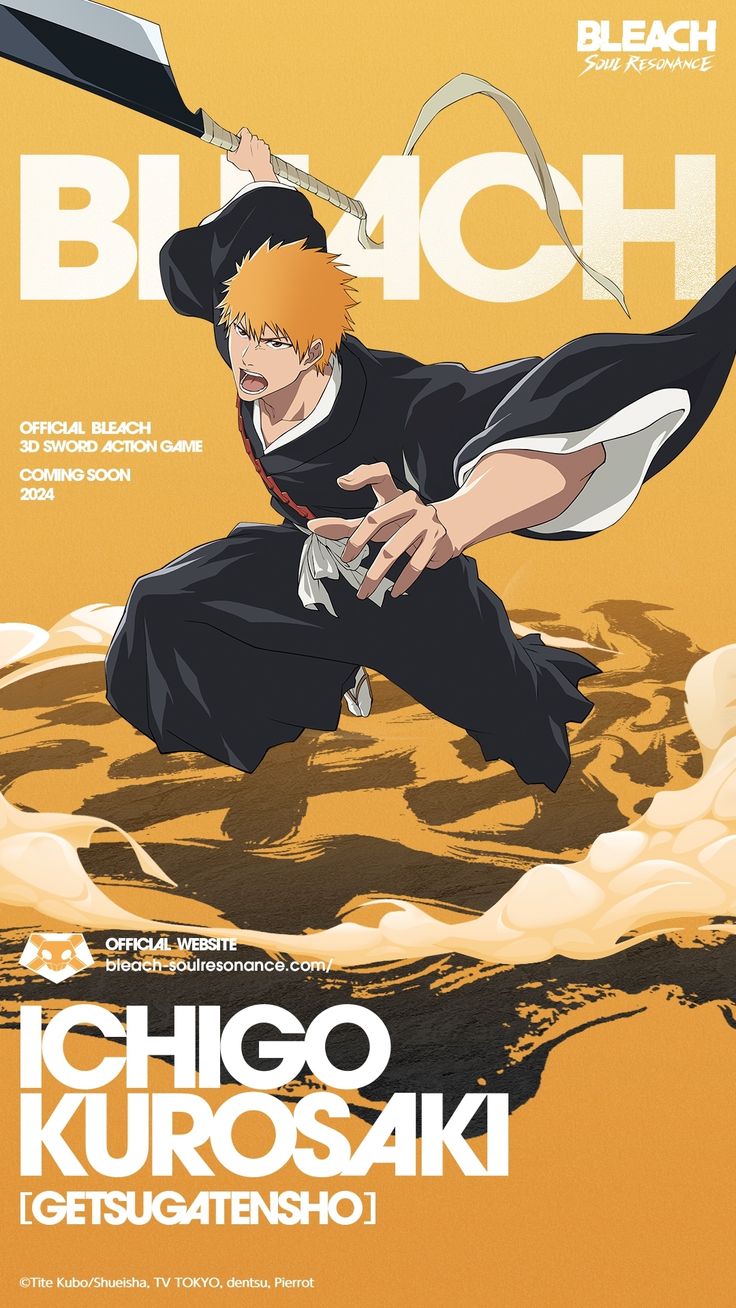 BLEACH
SOUL RESONANCE
BLEACH
OFFICIAL BLEACH
3D SWORD ACTION GAME
COMING SOON
2024
OFFICIAL WEBSITE
bleach-soulresonance.com/
ICHIGO
KUROSAKI
[GETSUGATENSHO]
©Tite Kubo/Shueisha, TV TOKYO, dentsu, Pierrot